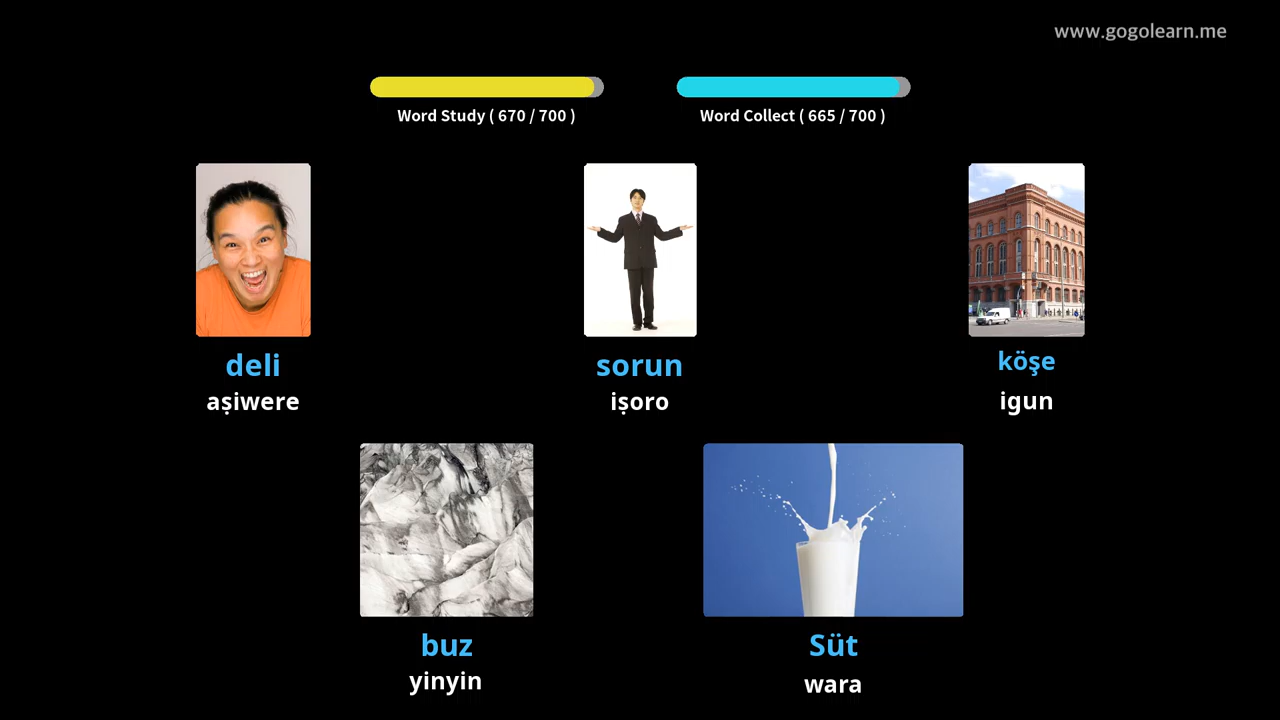 www.gogolearn.me
Word Study ( 670 / 700 )
Word Collect ( 665 / 700 )
deli
aṣiwere
sorun
iṣoro
köşe
igun
buz
yinyin
Süt
wara